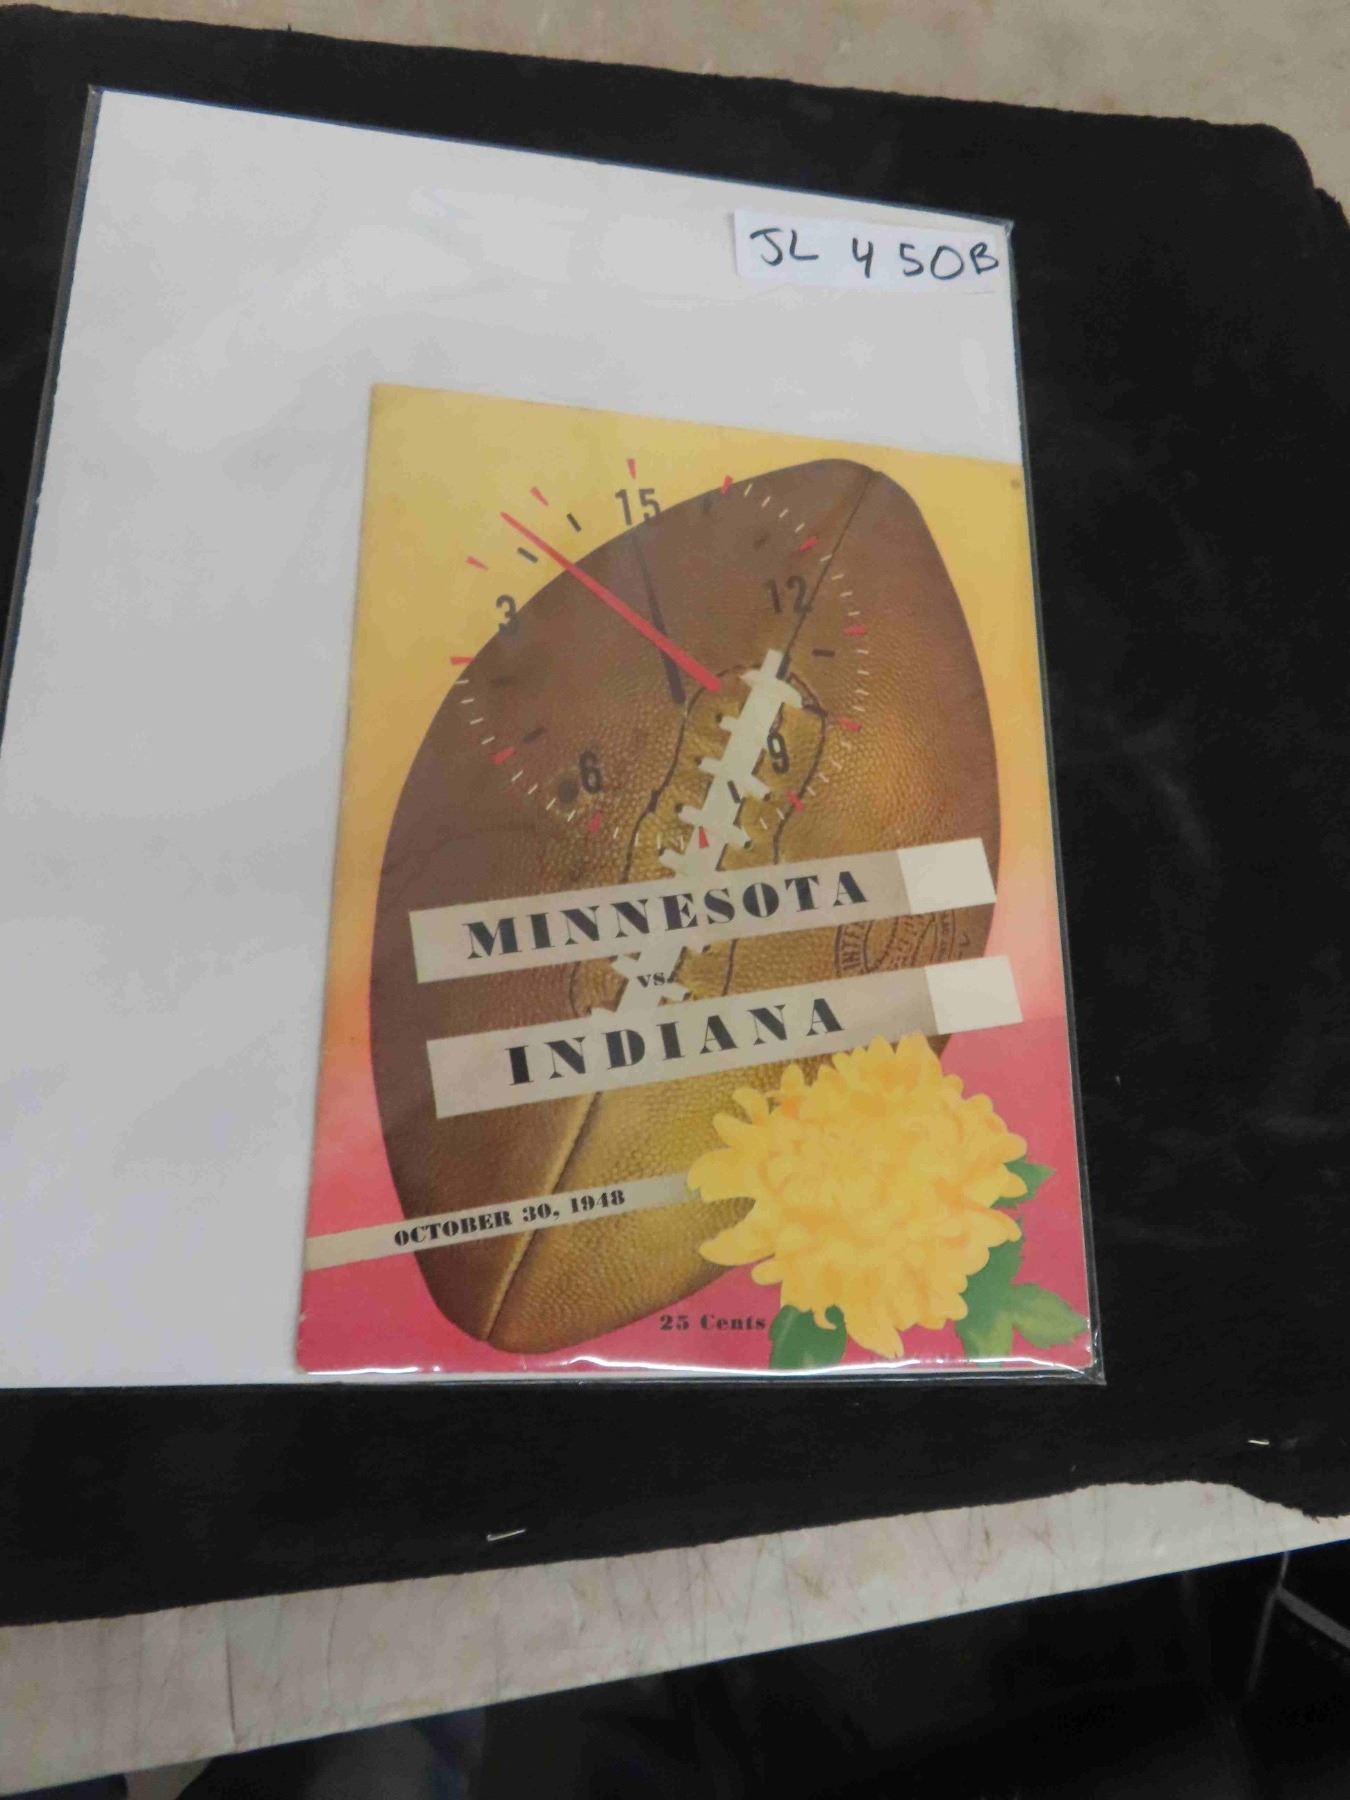 JL 450B
15
3
12
6
9
MINNESOTA
vs.
INDIANA
OCTOBER 30, 1948
25 Cents